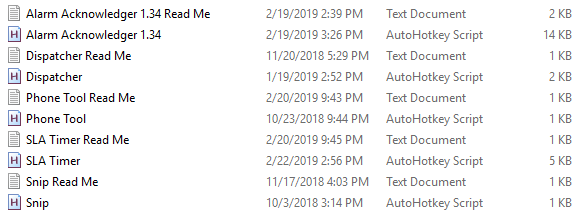 Alarm Acknowledger 1.34 Read Me 2/19/2019 2:39 PM Text Document 2 KB
Alarm Acknowledger 1.34 2/19/2019 3:26 PM AutoHotkey Script 14 KB
Dispatcher Read Me 11/20/2018 5:29 PM Text Document 1 KB
Dispatcher 1/19/2019 2:52 PM AutoHotkey Script 2 KB
Phone Tool Read Me 2/20/2019 9:43 PM Text Document 1 KB
Phone Tool 10/23/2018 9:44 PM AutoHotkey Script 1 KB
SLA Timer Read Me 2/20/2019 9:45 PM Text Document 1 KB
SLA Timer 2/22/2019 2:56 PM AutoHotkey Script 5 KB
Snip Read Me 11/17/2018 4:03 PM Text Document 1 KB
Snip 10/3/2018 3:14 PM AutoHotkey Script 1 KB